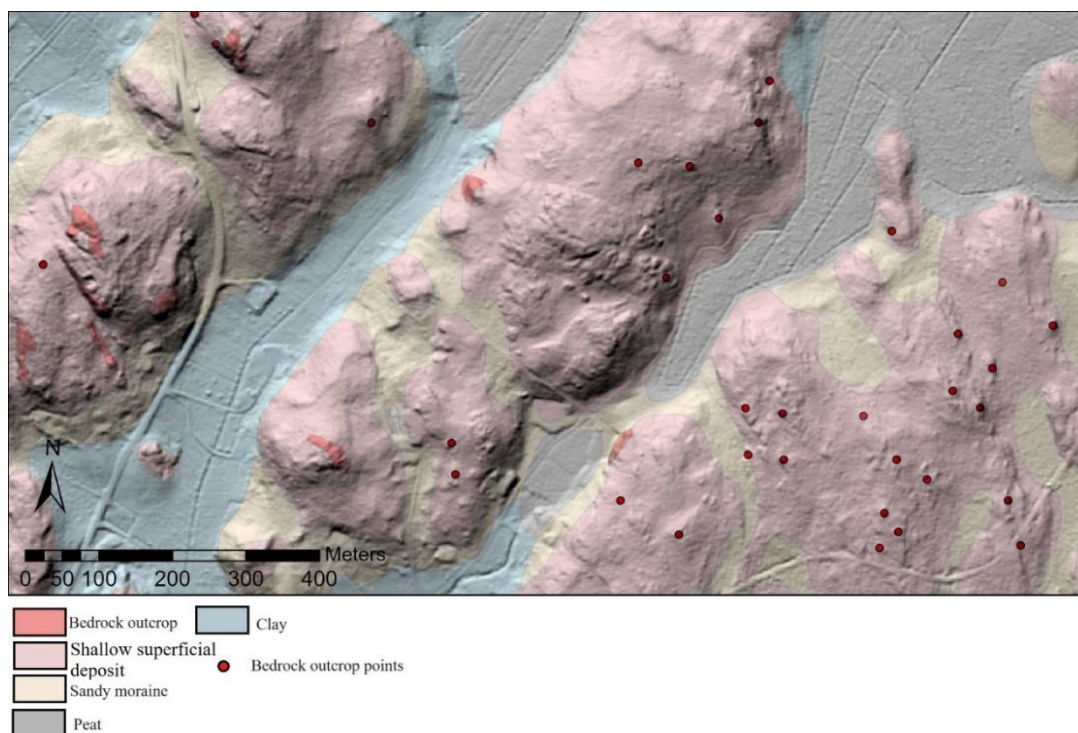 N
Meters
0 50 100 200 300 400
Bedrock outcrop
Clay
Shallow superficial
deposit
Bedrock outcrop points
Sandy moraine
Peat